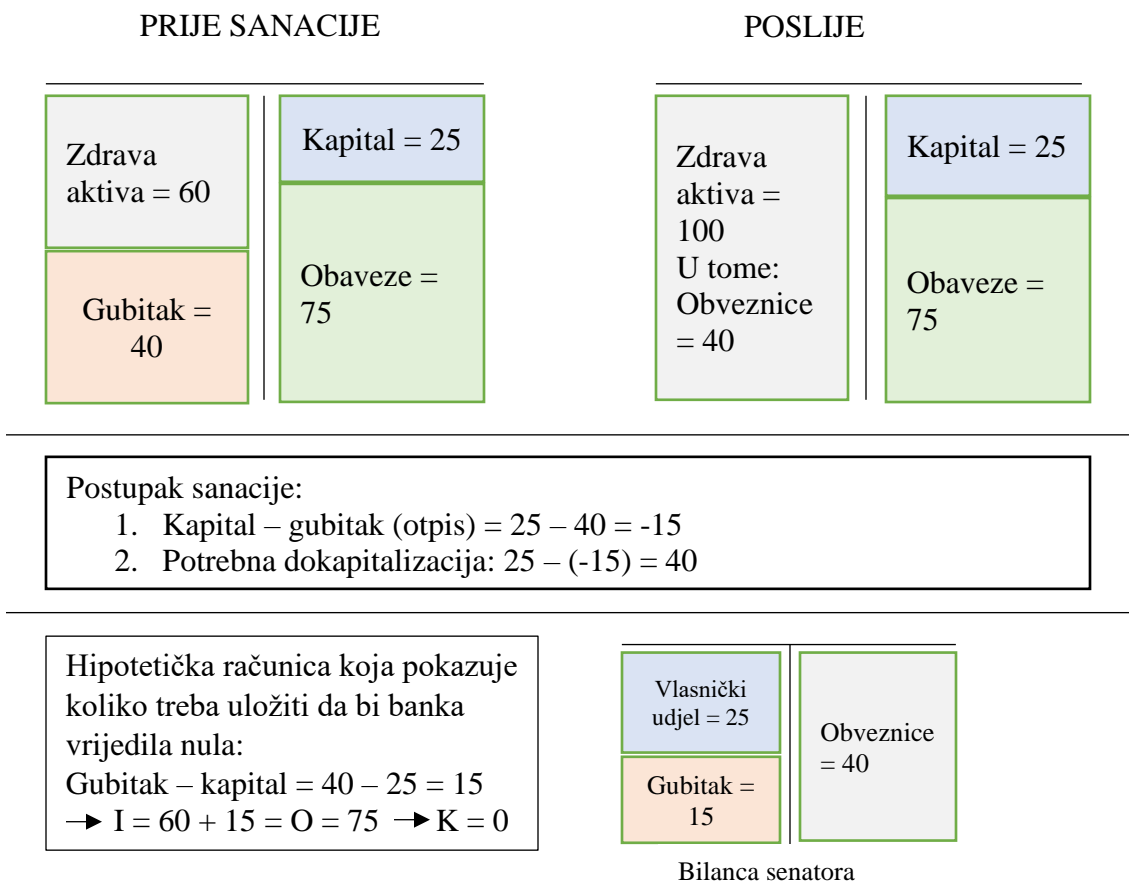 PRIJE SANACIJE
POSLIJE
Zdrava
aktiva = 60
Gubitak =
40
Kapital = 25
Obaveze =
75
Zdrava
aktiva =
100
U tome:
Obveznice
= 40
Kapital = 25
Obaveze =
75
Postupak sanacije:
1. Kapital – gubitak (otpis) = 25 – 40 = -15
2. Potrebna dokapitalizacija: 25 – (-15) = 40
Hipotetička računica koja pokazuje
koliko treba uložiti da bi banka
vrijedila nula:
Gubitak – kapital = 40 – 25 = 15
→ I = 60 + 15 = O = 75 → K = 0
Vlasnički
udjel = 25
Gubitak =
15
Obveznice
= 40
Bilanca senatora